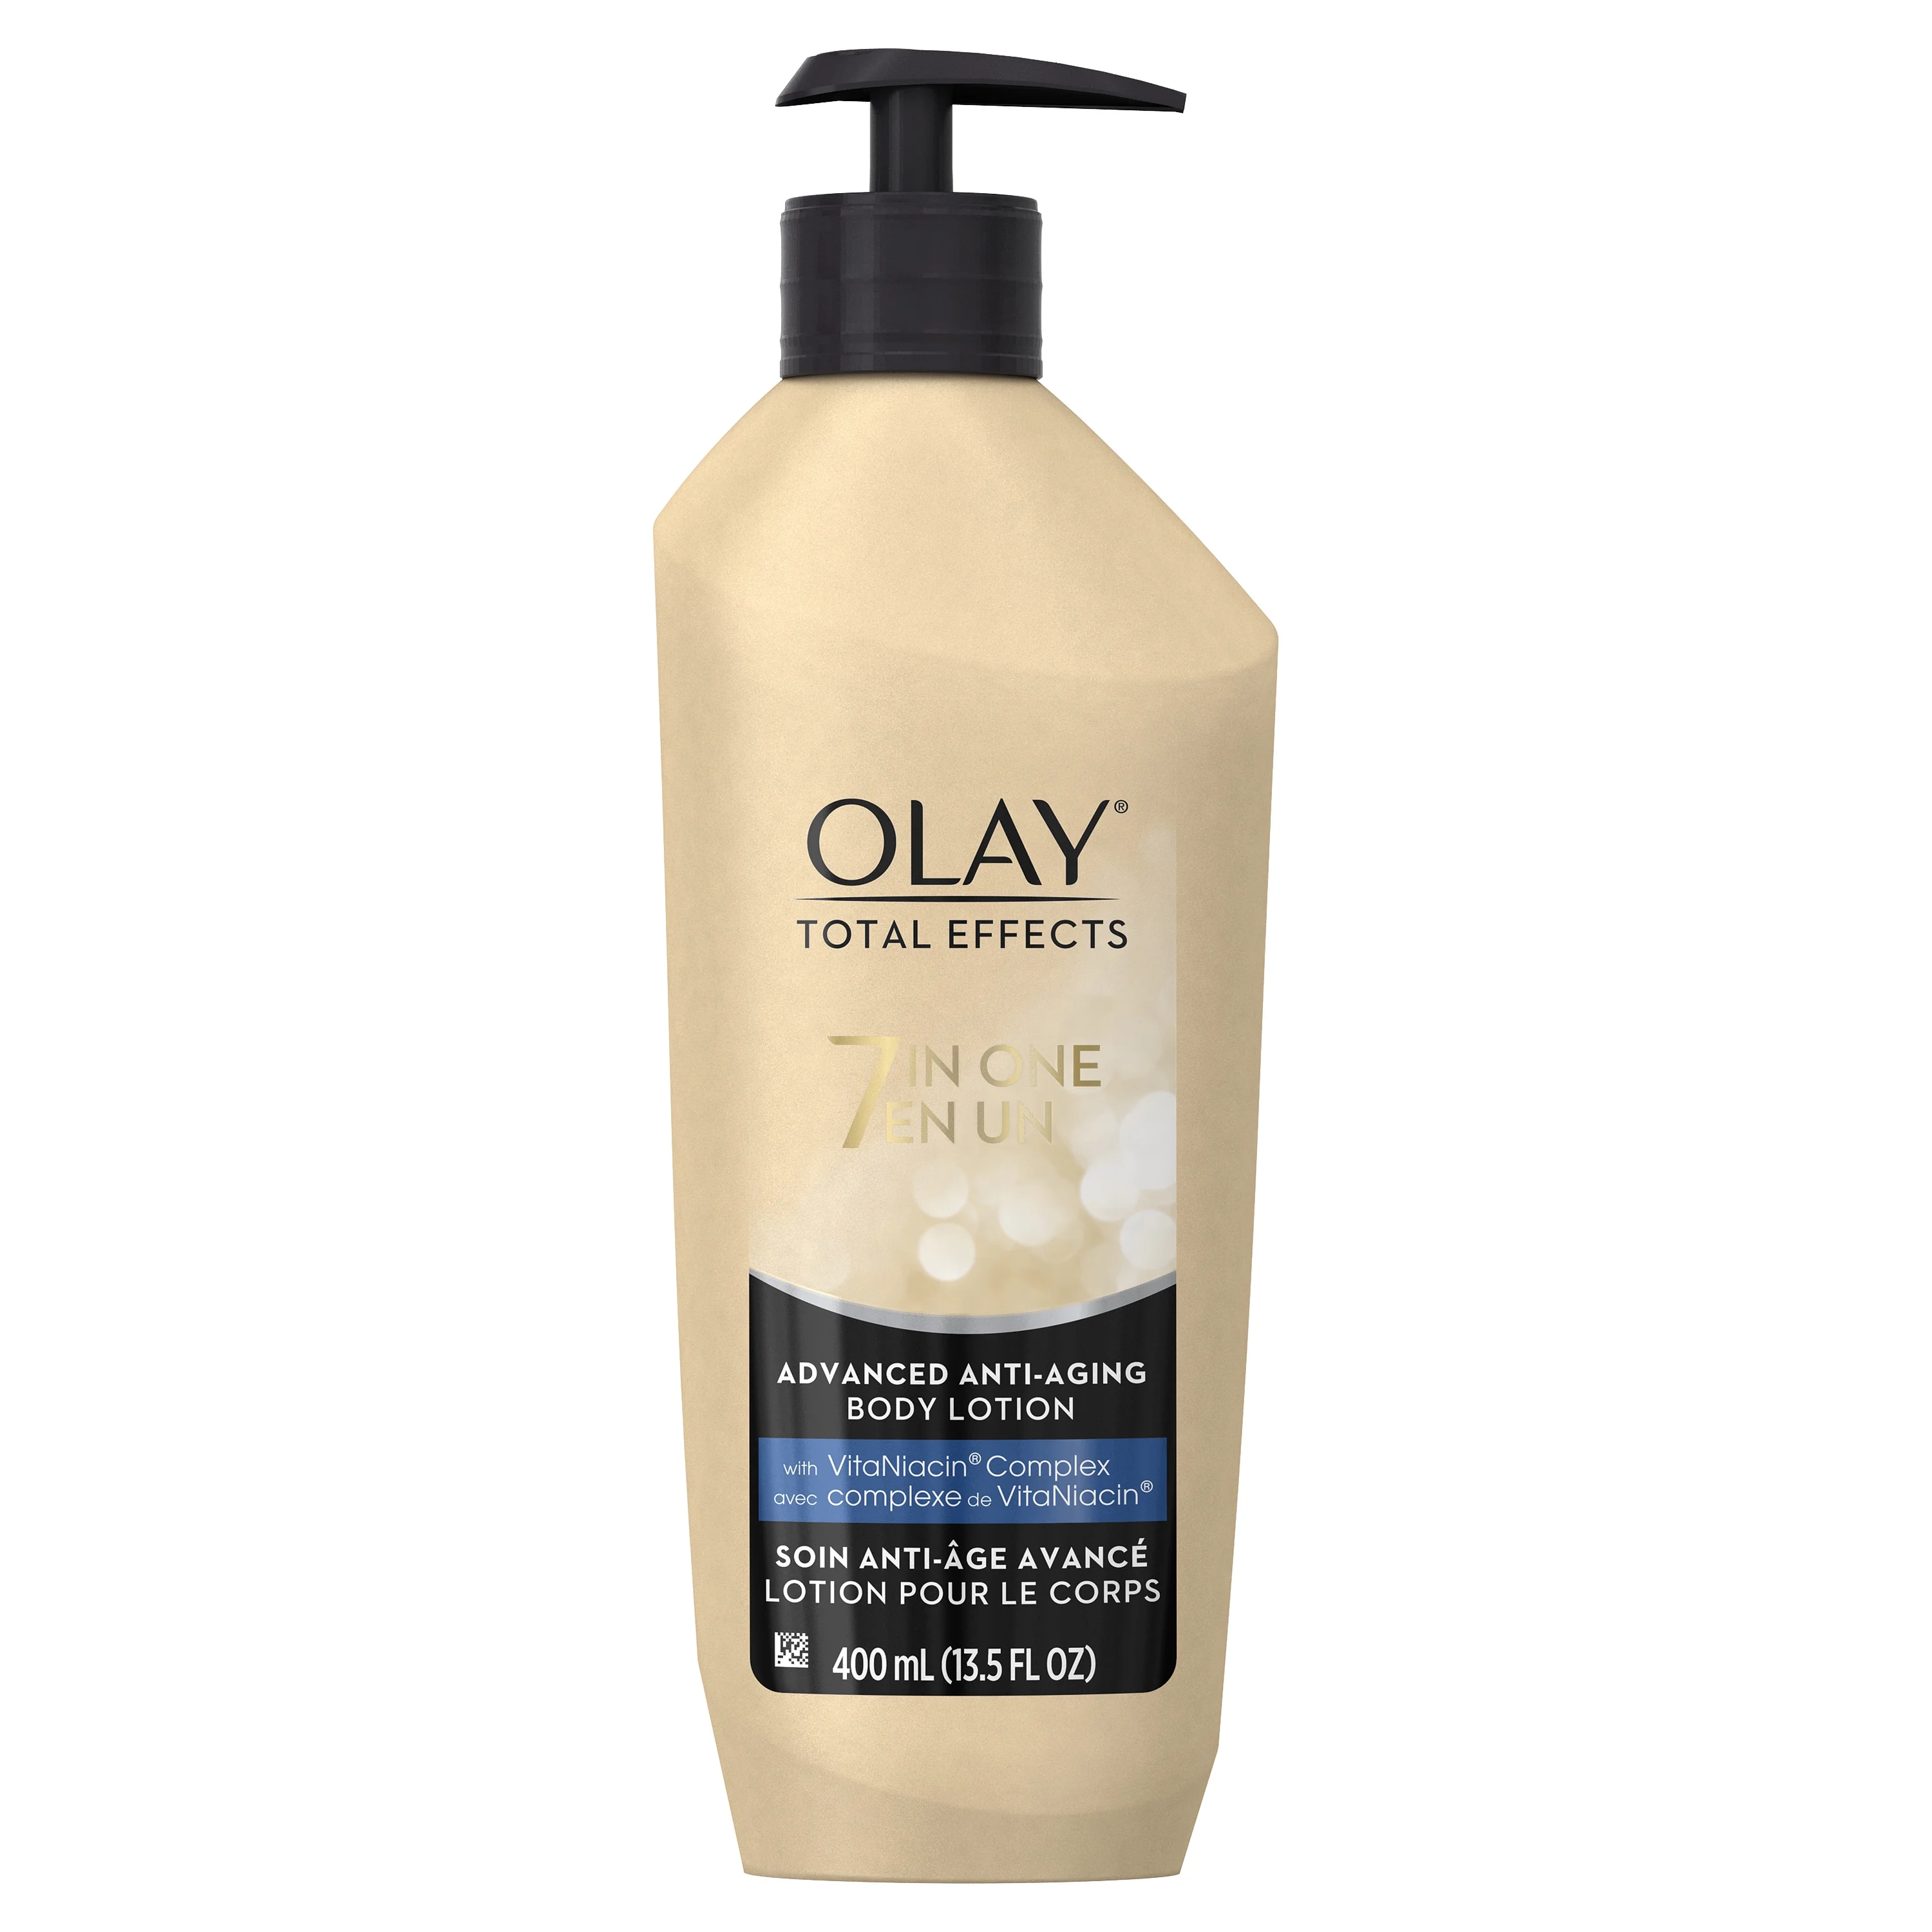 OLAY®
TOTAL EFFECTS
7 IN ONE
EN UN
ADVANCED ANTI-AGING
BODY LOTION
with VitaNiacin® Complex
avec complexe de VitaNiacin®
SOIN ANTI-ÂGE AVANCÉ
LOTION POUR LE CORPS
400 mL (13.5 FL OZ)